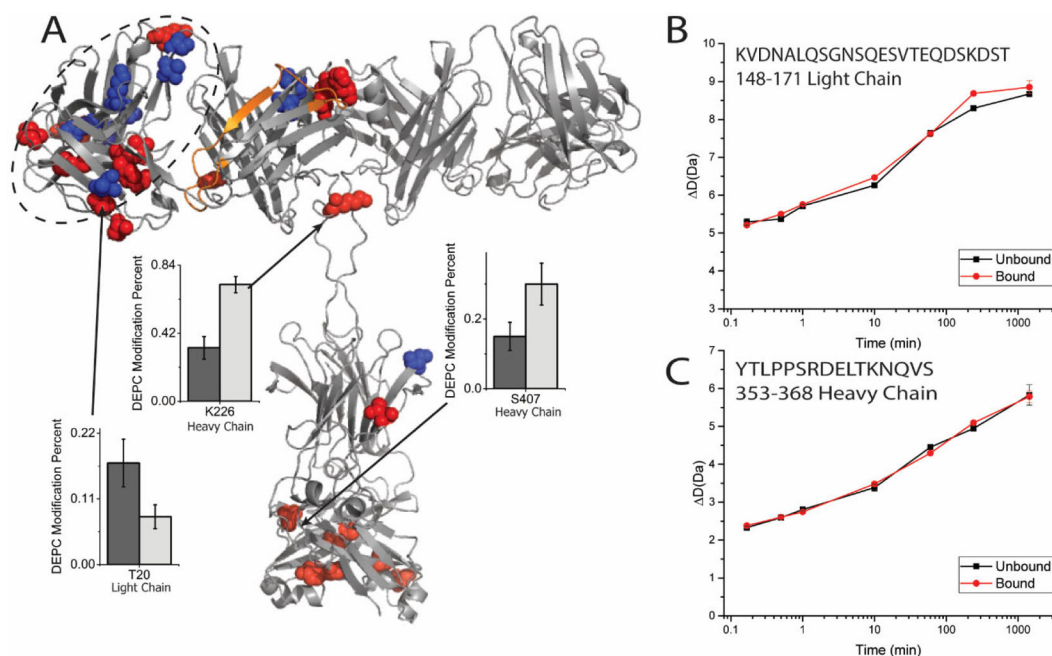 A
DEPC Modification Percent
0.84
0.42
0.00
K226
Heavy Chain
DEPC Modification Percent
0.2
0.0
S407
Heavy Chain
DEPC Modification Percent
0.22
0.11
0.00
T20
Light Chain
B
KVDNALQSGNSQESVTEQDSKDST
148-171 Light Chain
ΔD(Da)
10
9
8
7
6
5
4
3
Unbound
Bound
0.1 1 10 100 1000
Time (min)
C
YTLPPSRDELTKNQVS
353-368 Heavy Chain
ΔD(Da)
7
6
5
4
3
2
1
0
Unbound
Bound
0.1 1 10 100 1000
Time (min)